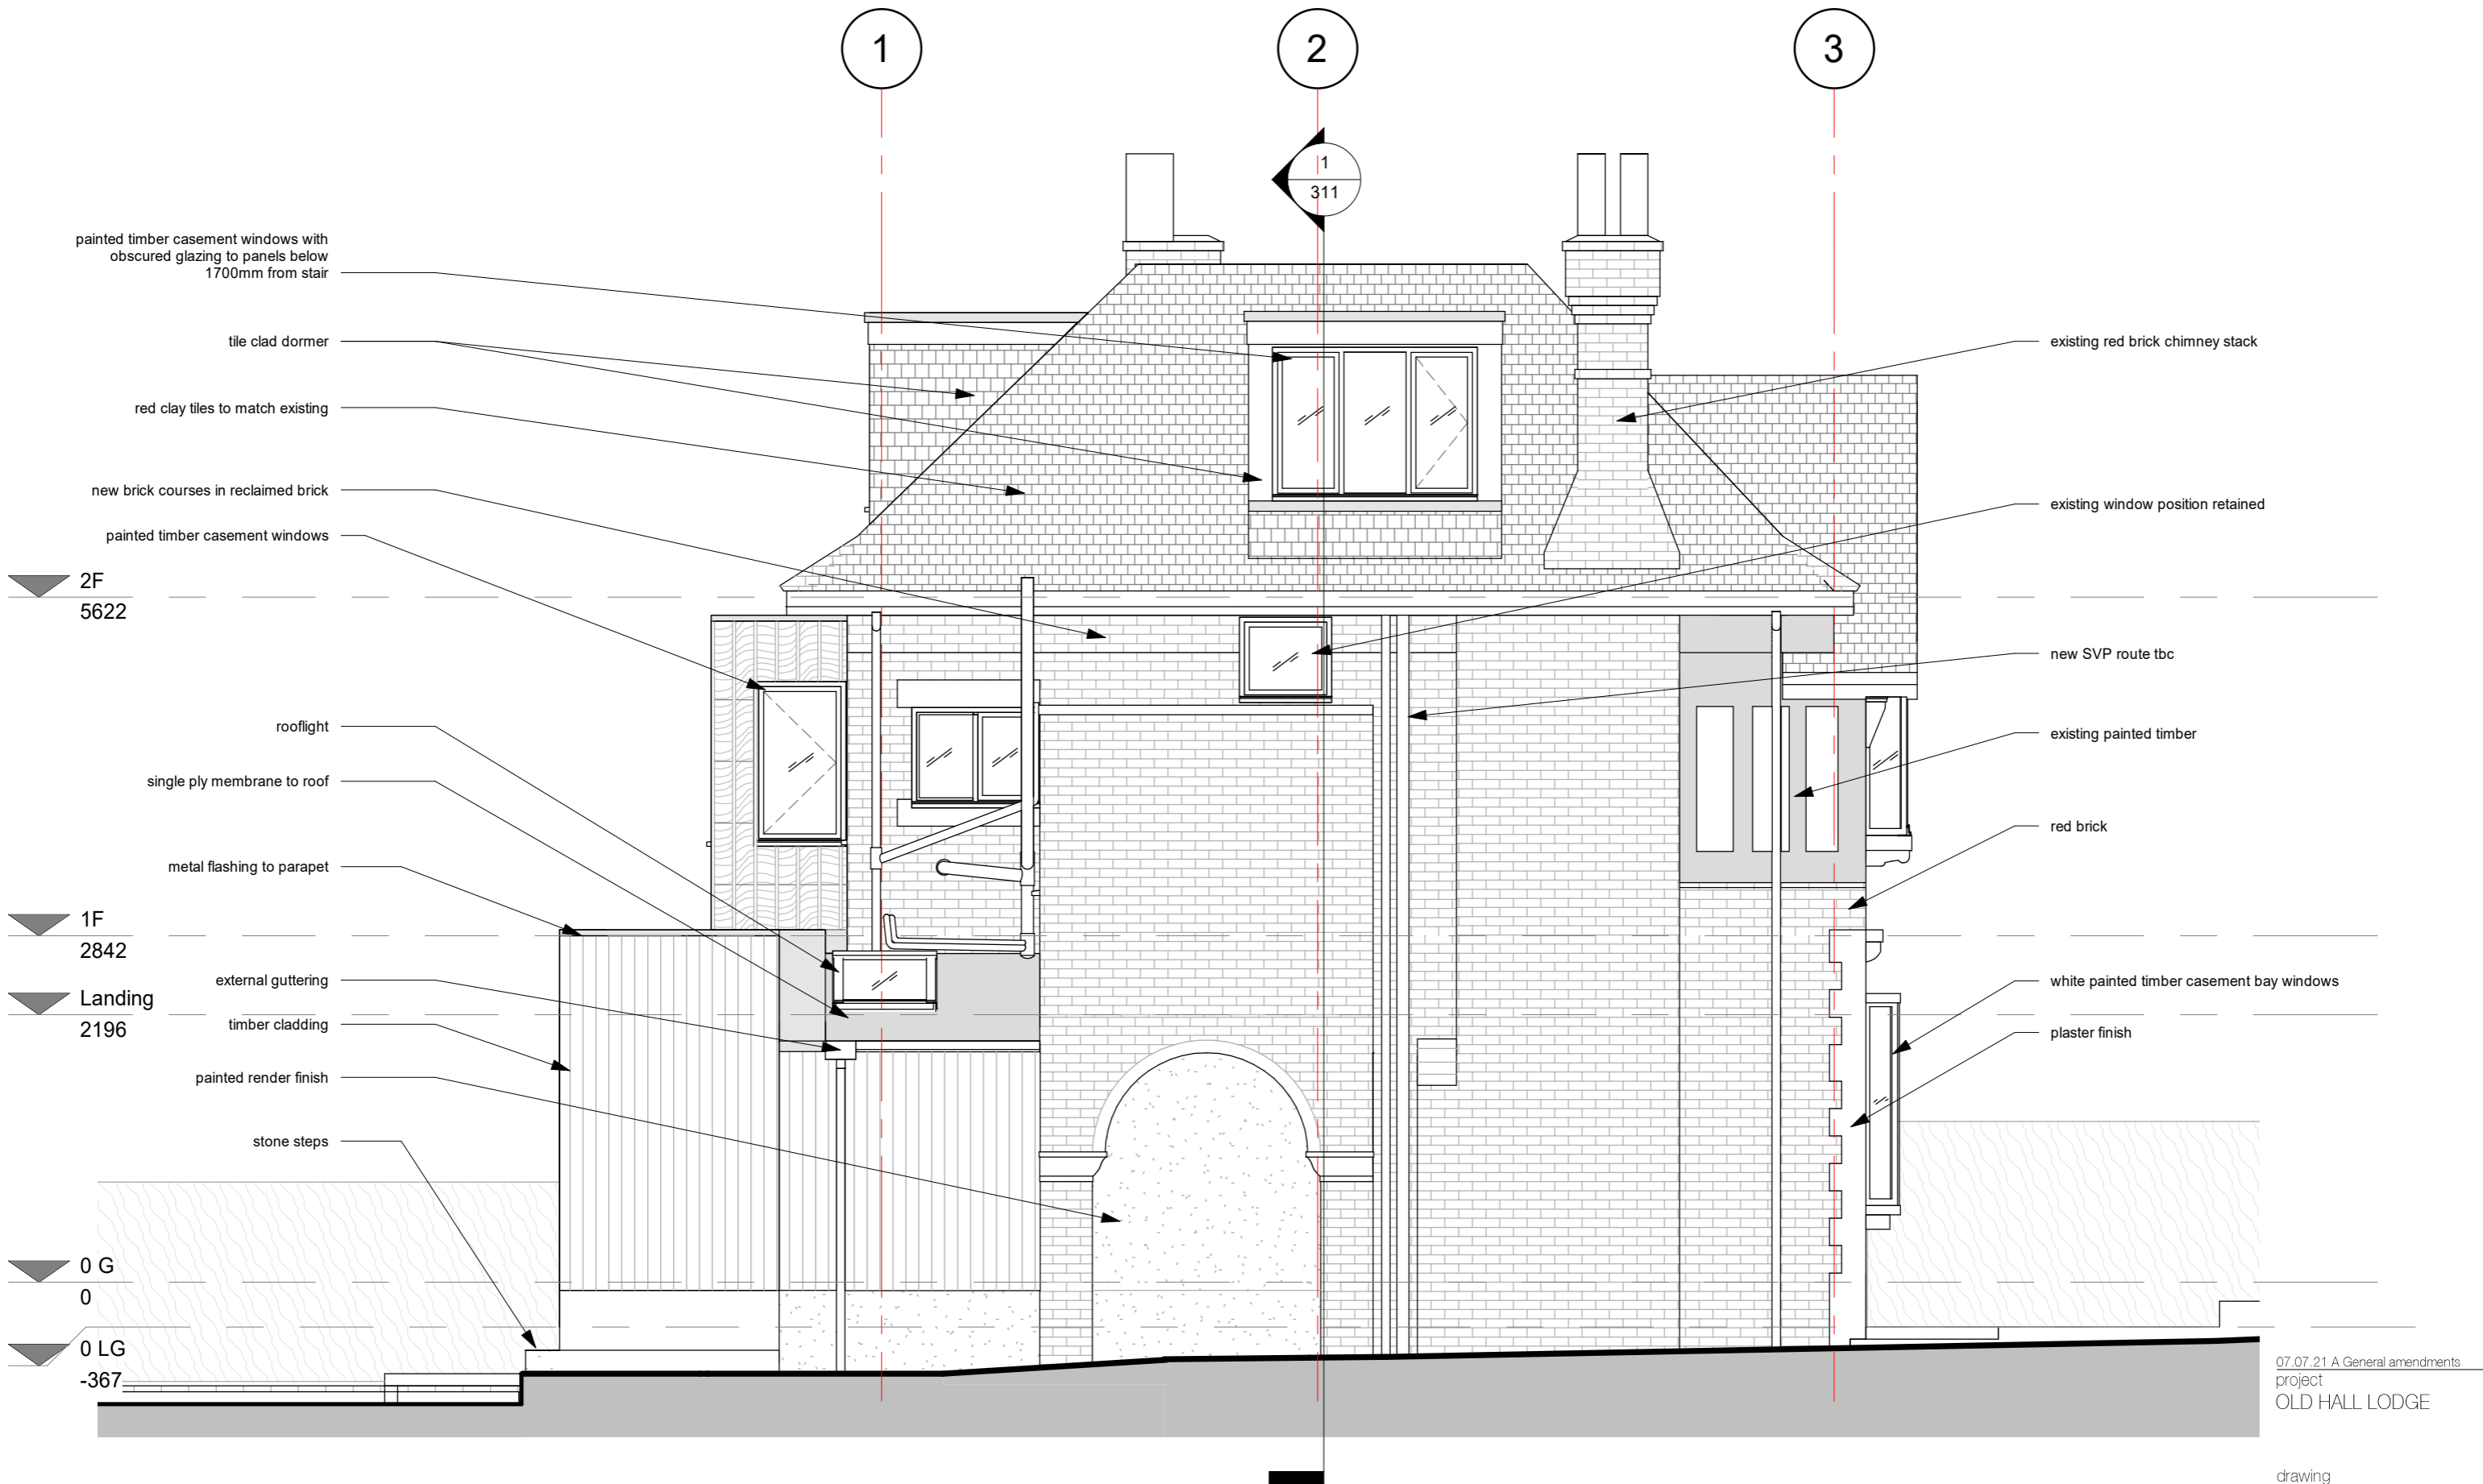 1
2
3
1
311
painted timber casement windows with
obscured glazing to panels below
1700mm from stair
tile clad dormer
red clay tiles to match existing
new brick courses in reclaimed brick
painted timber casement windows
2F
5622
rooflight
single ply membrane to roof
metal flashing to parapet
1F
2842
external guttering
Landing
2196
timber cladding
painted render finish
stone steps
0 G
0
0 LG
-367
existing red brick chimney stack
existing window position retained
new SVP route tbc
existing painted timber
red brick
white painted timber casement bay windows
plaster finish
07.07.21 A General amendments
project
OLD HALL LODGE
drawing